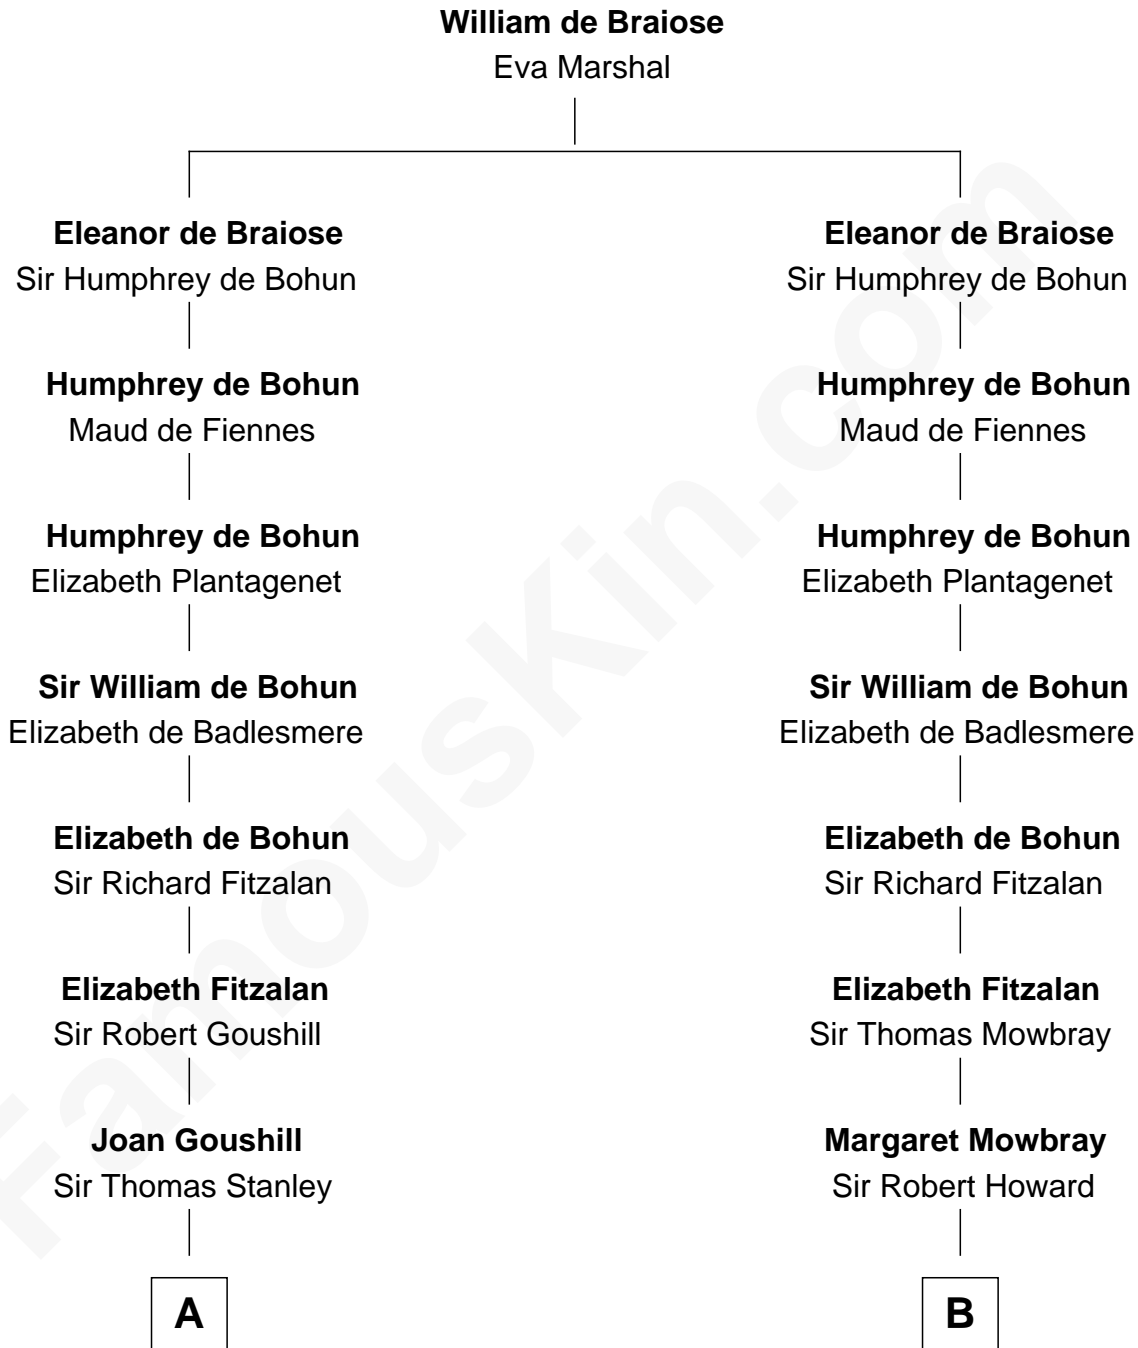 William de Braiose
Eva Marshal
Eleanor de Braiose
Sir Humphrey de Bohun
Eleanor de Braiose
Sir Humphrey de Bohun
Humphrey de Bohun
Maud de Fiennes
Humphrey de Bohun
Maud de Fiennes
Humphrey de Bohun
Elizabeth Plantagenet
Humphrey de Bohun
Elizabeth Plantagenet
Sir William de Bohun
Elizabeth de Badlesmere
Sir William de Bohun
Elizabeth de Badlesmere
Elizabeth de Bohun
Sir Richard Fitzalan
Elizabeth de Bohun
Sir Richard Fitzalan
Elizabeth Fitzalan
Sir Robert Goushill
Elizabeth Fitzalan
Sir Thomas Mowbray
Joan Goushill
Sir Thomas Stanley
Margaret Mowbray
Sir Robert Howard
A
B
FamousKin.com